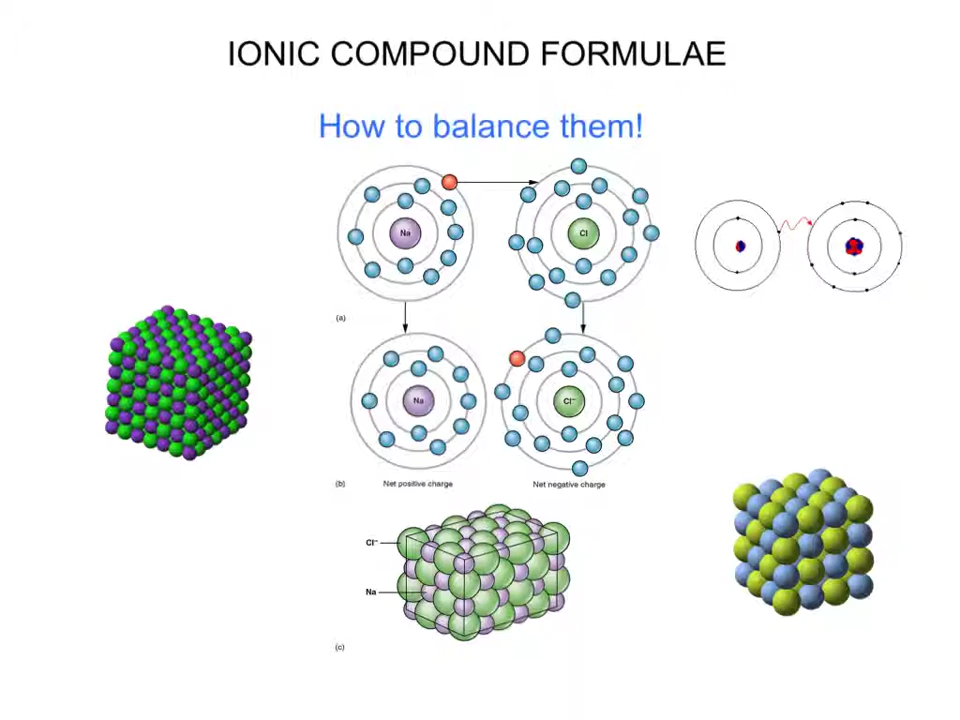 IONIC COMPOUND FORMULAE
How to balance them!
Na
Cl
(a)
Na
Cl⁻
(b)
Net positive charge
Net negative charge
Cl⁻
Na
(c)